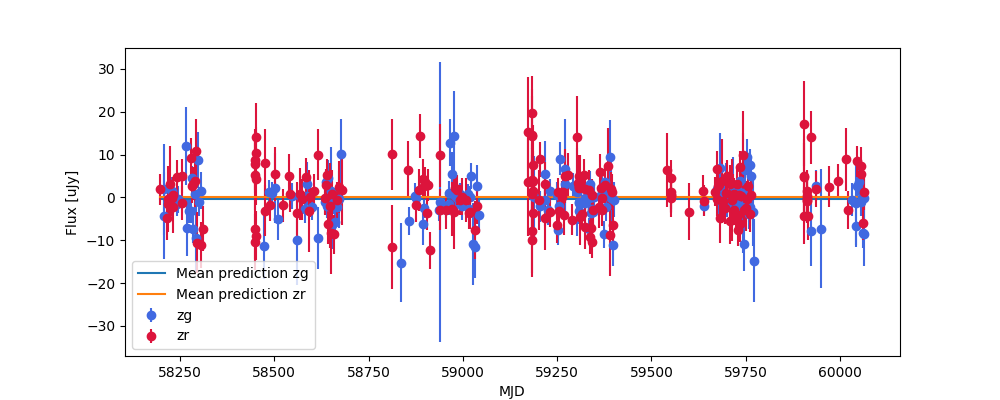 30
20
10
0
−10
−20
−30
Flux [uJy]
Mean prediction zg
Mean prediction zr
zg
zr
58250
58500
58750
59000
59250
59500
59750
60000
MJD